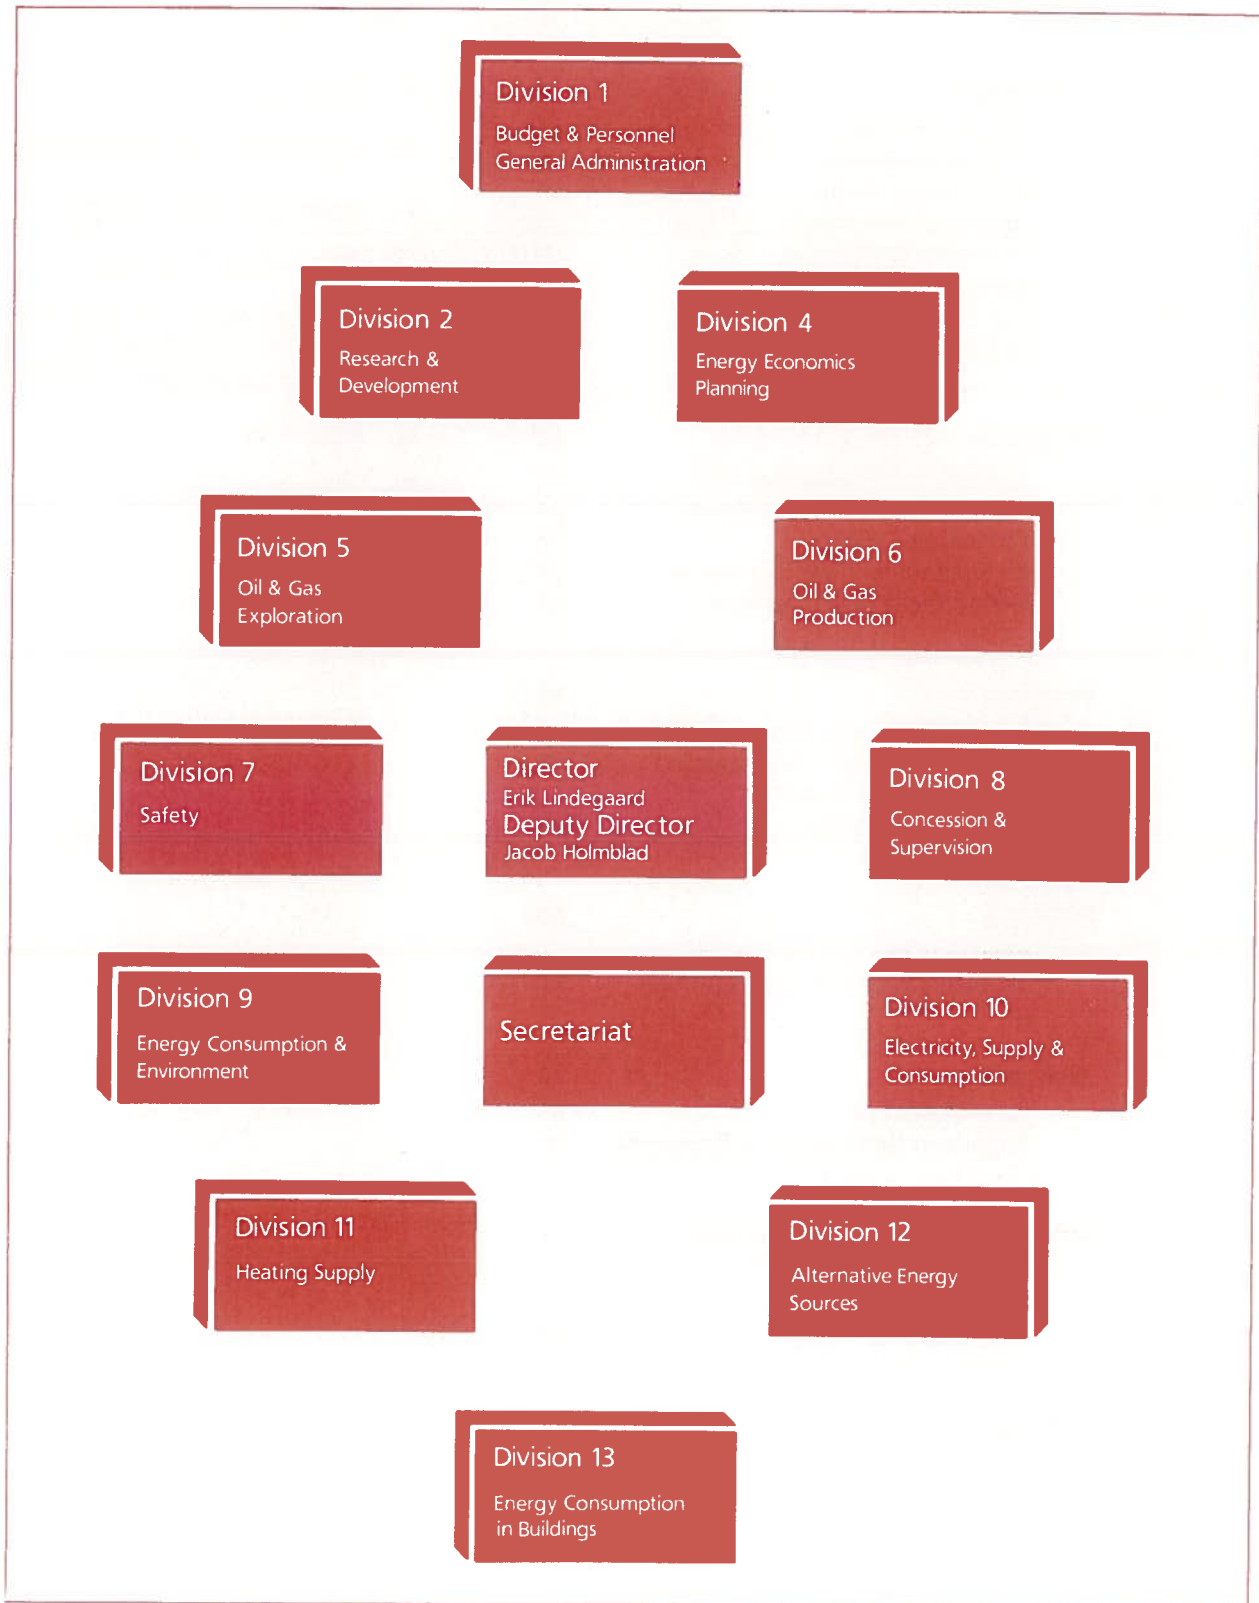 Division 1
Budget & Personnel
General Administration
Division 2
Research &
Development
Division 4
Energy Economics
Planning
Division 5
Oil & Gas
Exploration
Division 6
Oil & Gas
Production
Division 7
Safety
Director
Erik Lindegaard
Deputy Director
Jacob Holmblad
Division 8
Concession &
Supervision
Division 9
Energy Consumption &
Environment
Secretariat
Division 10
Electricity, Supply &
Consumption
Division 11
Heating Supply
Division 12
Alternative Energy
Sources
Division 13
Energy Consumption
in Buildings